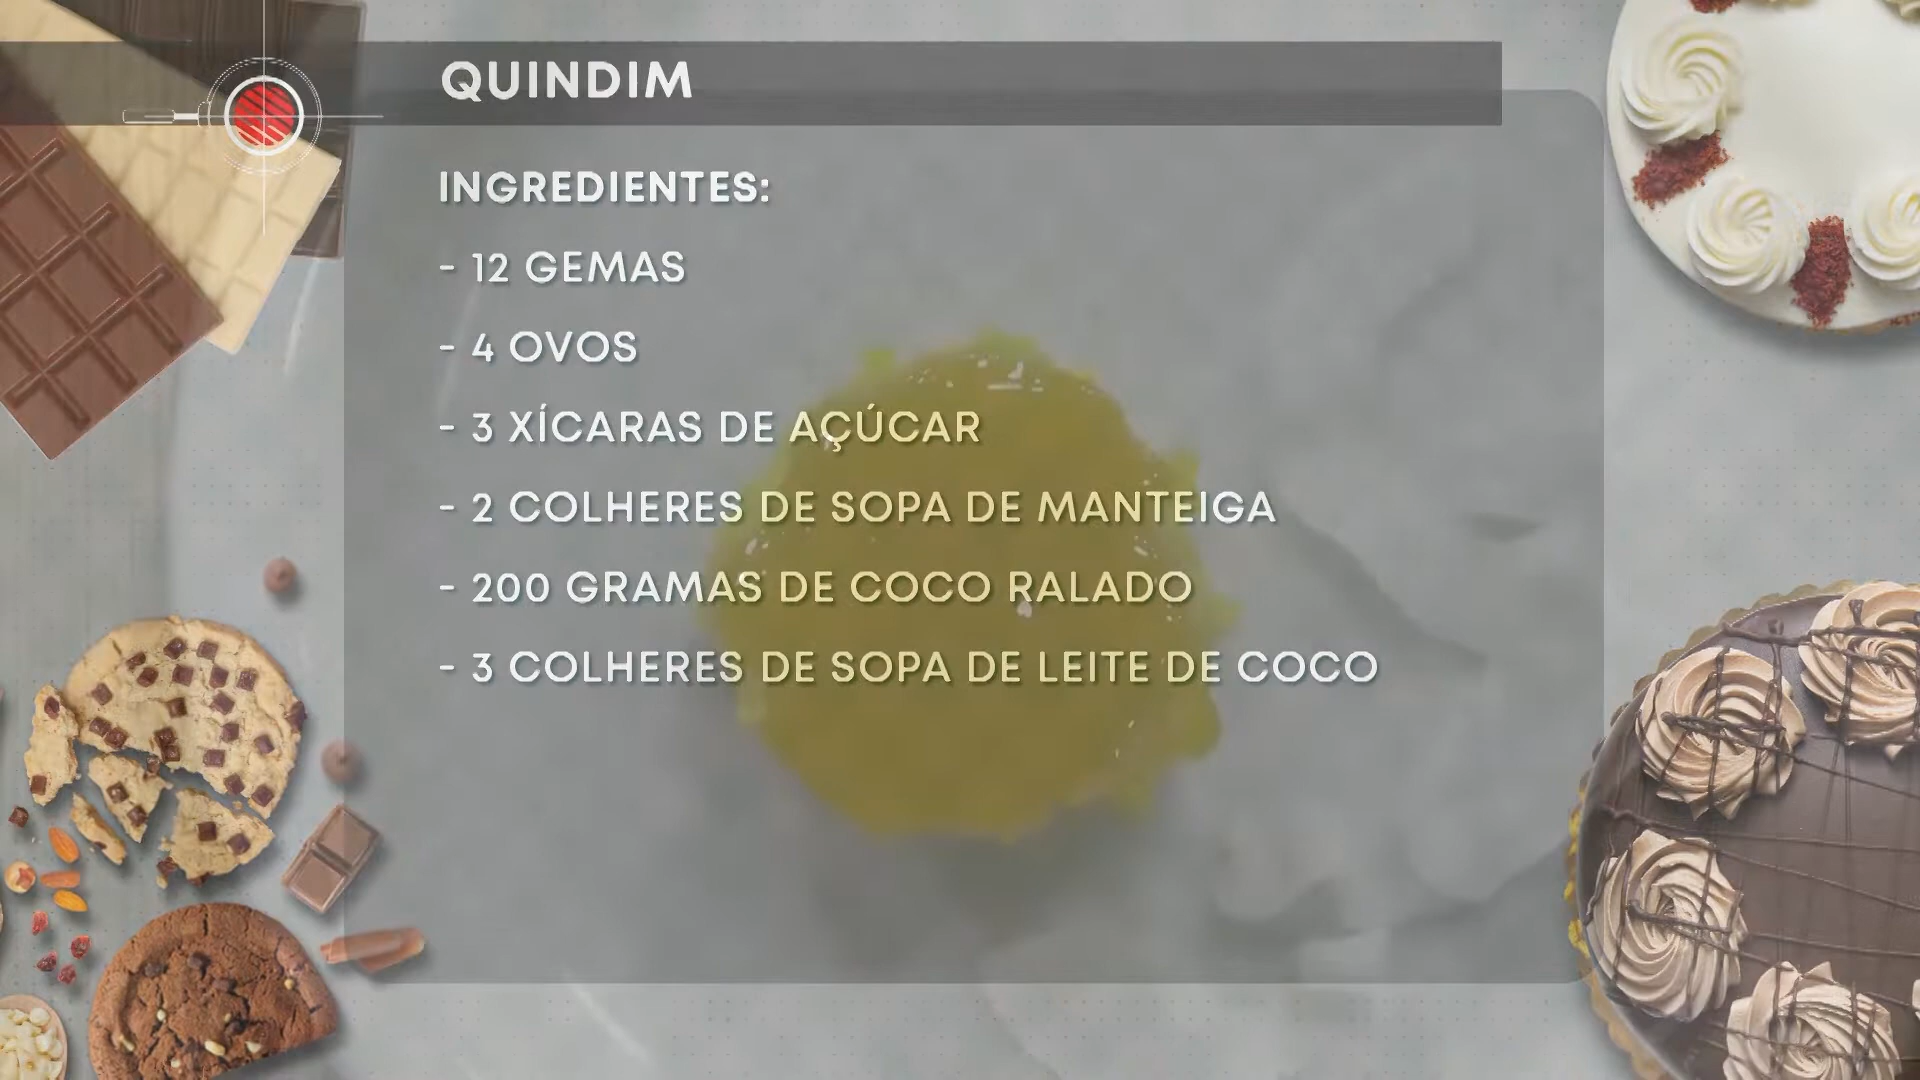 QUINDIM
INGREDIENTES:
- 12 GEMAS
- 4 OVOS
- 3 XÍCARAS DE AÇÚCAR
- 2 COLHERES DE SOPA DE MANTEIGA
- 200 GRAMAS DE COCO RALADO
- 3 COLHERES DE SOPA DE LEITE DE COCO